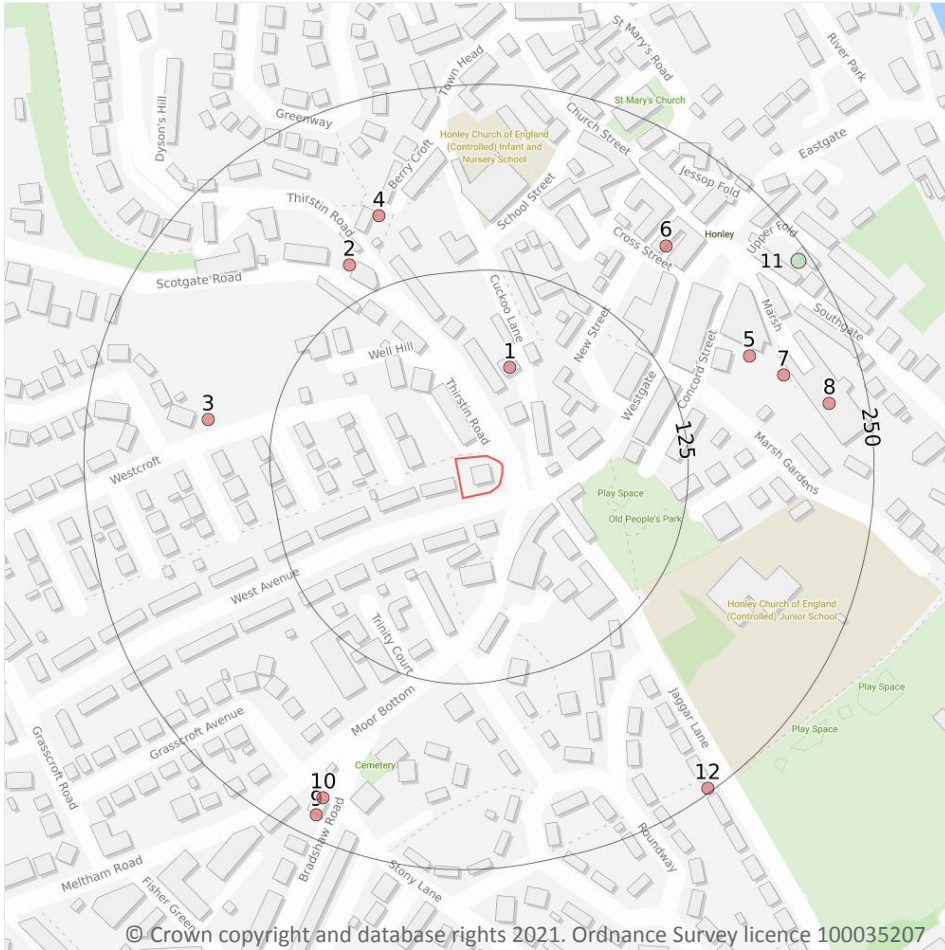 St Mary's Road
River Park
Town Head
Greenway
St Mary's Church
Dyson's Hill
Honley Church of England
(Controlled) Infant and
Nursery School
Church Street
Eastgate
Berry Croft
Jessop Fold
School Street
Thirstin Road
4
Upper Fold
6
Honley
Cross Street
2
11
Scotgate Road
Cuckoo Lane
Marsh
Southgate
New Street
5
Well Hill
1
7
Concord Street
Westgate
8
3
Thirstin Road
250
125
Westcroft
Marsh Gardens
Play Space
Old People's Park
West Avenue
Honley Church of England
(Controlled) Junior School
Trinity Court
Play Space
Jaggar Lane
Moor Bottom
Grasscroft Avenue
Play Space
Grasscroft Road
Cemetery
12
10
9
Bradshaw Road
Roundway
Meltham Road
Stony Lane
Fisher Green
© Crown copyright and database rights 2021. Ordnance Survey licence 100035207